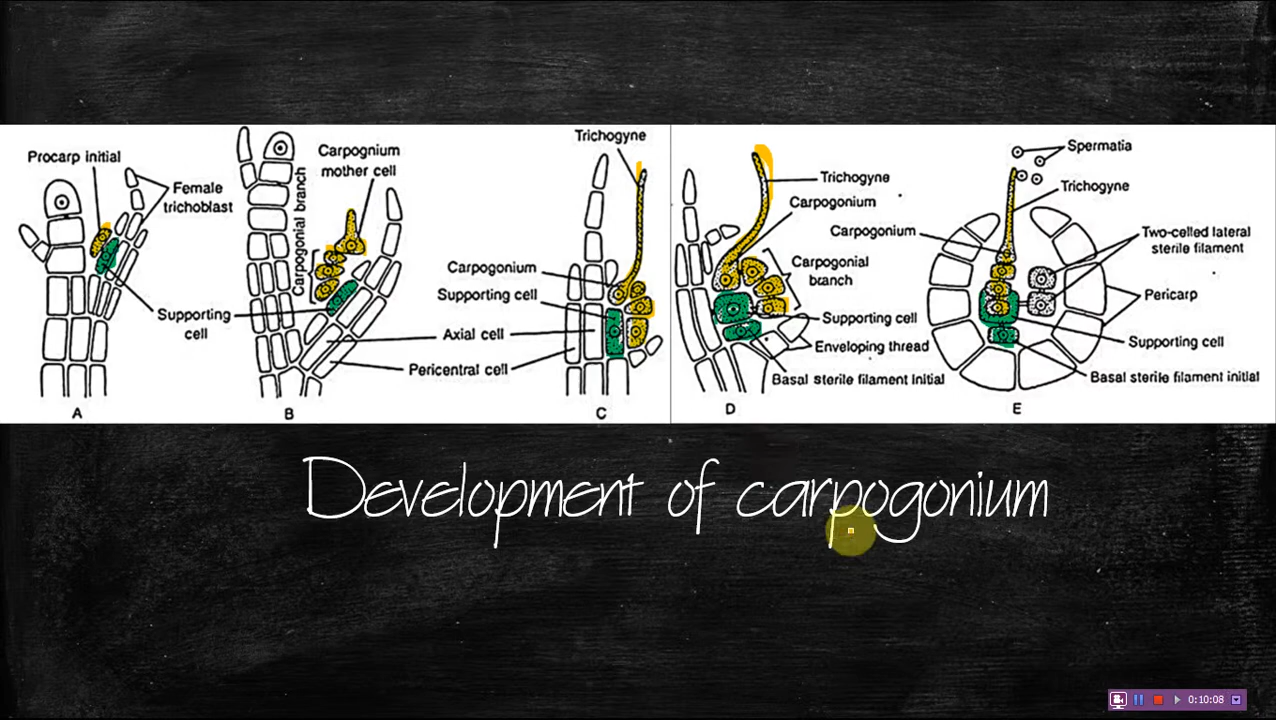 Procarp initial
Female
trichoblast
Supporting
cell
A
Carpogonial branch
Carpognium
mother cell
B
Trichogyne
Carpogonium
Supporting cell
Axial cell
Pericentral cell
C
Trichogyne
Carpogonium
Carpogonial
branch
Supporting cell
Enveloping thread
Basal sterile filament Initial
D
Spermatia
Trichogyne
Carpogonium
Two-celled lateral
sterile filament
Pericarp
Supporting cell
Basal sterile filament initial
E
Development of carpogonium
0:10:08